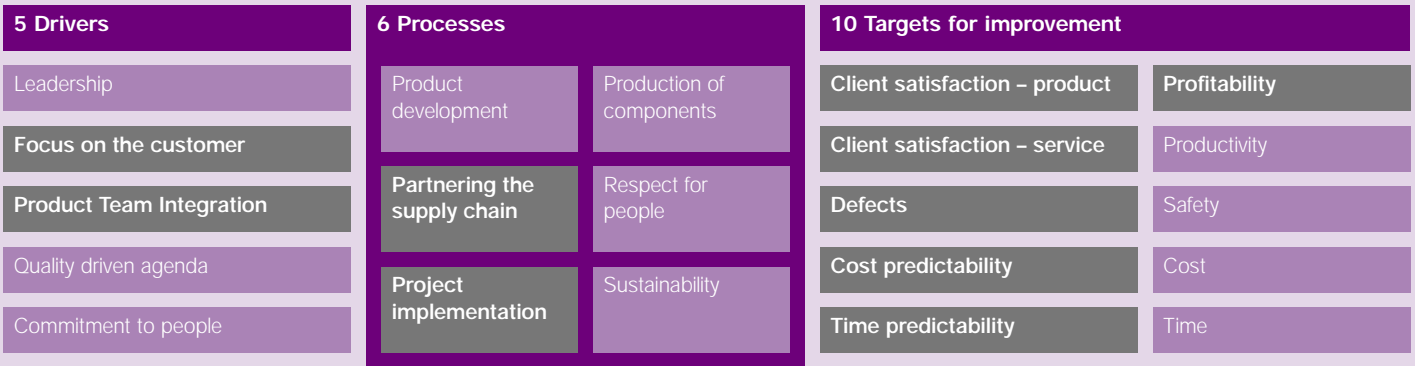 5 Drivers
Leadership
Focus on the customer
Product Team Integration
Quality driven agenda
Commitment to people
6 Processes
Product
development
Production of
components
Partnering the
supply chain
Respect for
people
Project
implementation
Sustainability
10 Targets for improvement
Client satisfaction – product
Profitability
Client satisfaction – service
Productivity
Defects
Safety
Cost predictability
Cost
Time predictability
Time